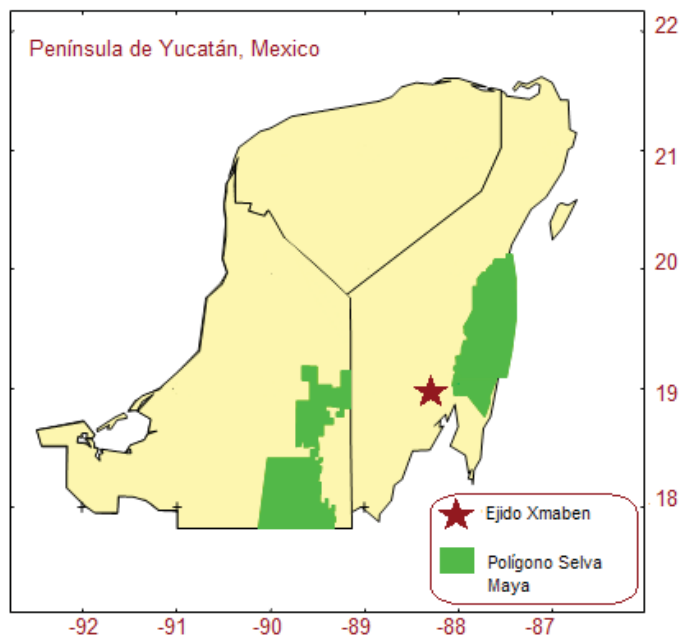 Península de Yucatán, Mexico
22
21
20
19
18
Ejido Xmaben
Polígono Selva
Maya
-92 -91 -90 -89 -88 -87